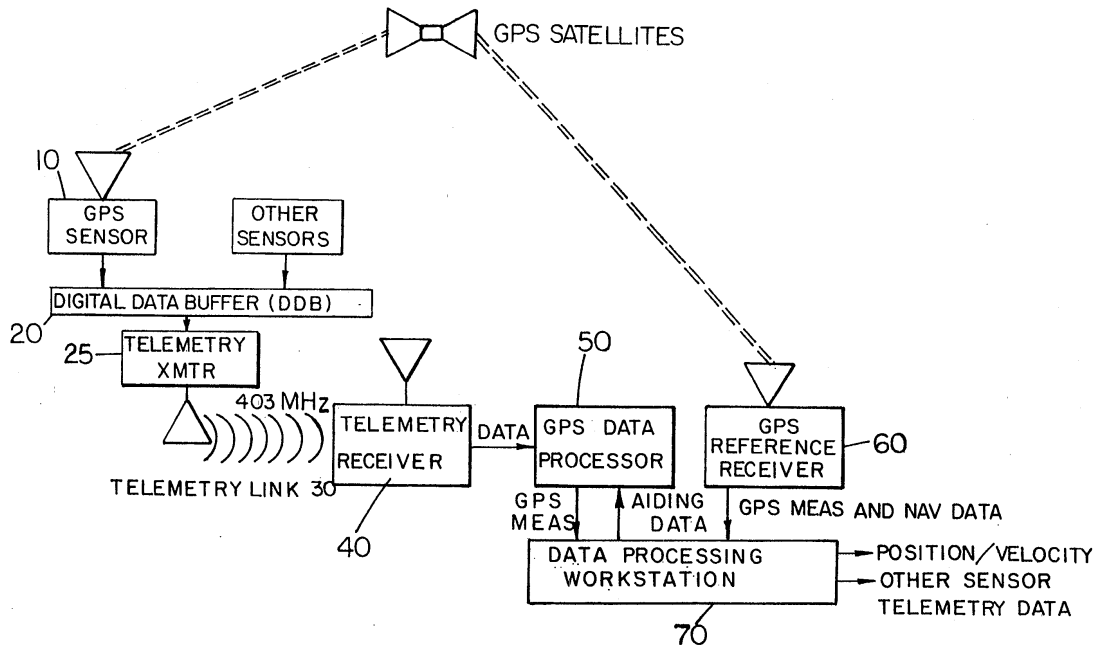 GPS SATELLITES
10
GPS
SENSOR
OTHER
SENSORS
DIGITAL DATA BUFFER (DDB)
20
25
TELEMETRY
XMTR
403 MHz
TELEMETRY LINK 30
TELEMETRY
RECEIVER
40
DATA
50
GPS DATA
PROCESSOR
GPS
REFERENCE
RECEIVER
60
GPS
MEAS
AIDING
DATA
GPS MEAS AND NAV DATA
DATA PROCESSING
WORKSTATION
70
POSITION/VELOCITY
OTHER SENSOR
TELEMETRY DATA